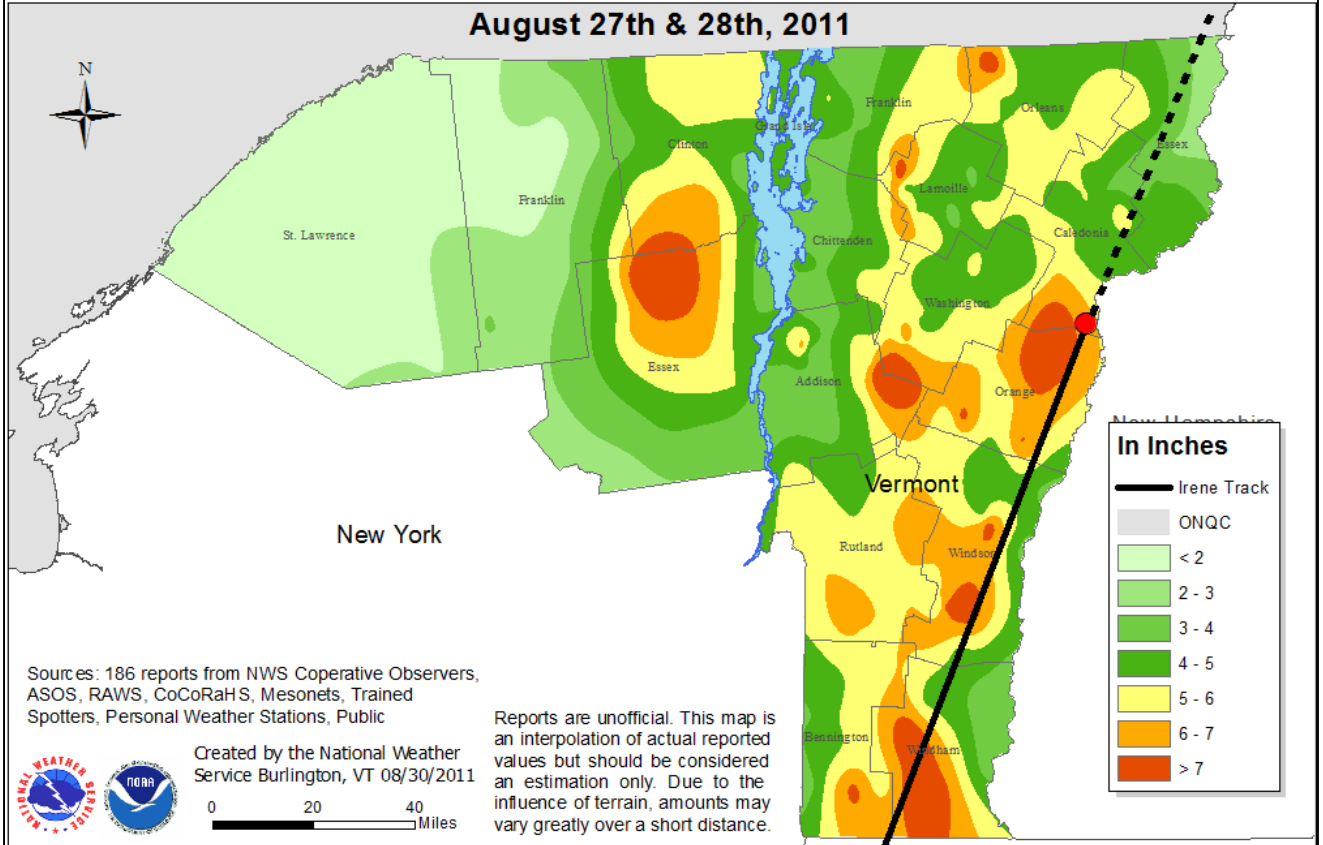 August 27th & 28th, 2011
N
Franklin
Orleans
Grand Isle
Clinton
Essex
Lamoille
Franklin
St. Lawrence
Chittenden
Caledonia
Washington
Essex
Addison
Orange
New Hampshire
In Inches
Irene Track
ONQC
< 2
2 - 3
3 - 4
4 - 5
5 - 6
6 - 7
> 7
Vermont
New York
Rutland
Windsor
Bennington
Windham
Sources: 186 reports from NWS Coperative Observers,
ASOS, RAWS, CoCoRaHS, Mesonets, Trained
Spotters, Personal Weather Stations, Public
Created by the National Weather
Service Burlington, VT 08/30/2011
0 20 40
Miles
Reports are unofficial. This map is
an interpolation of actual reported
values but should be considered
an estimation only. Due to the
influence of terrain, amounts may
vary greatly over a short distance.
NATIONAL WEATHER SERVICE
NOAA